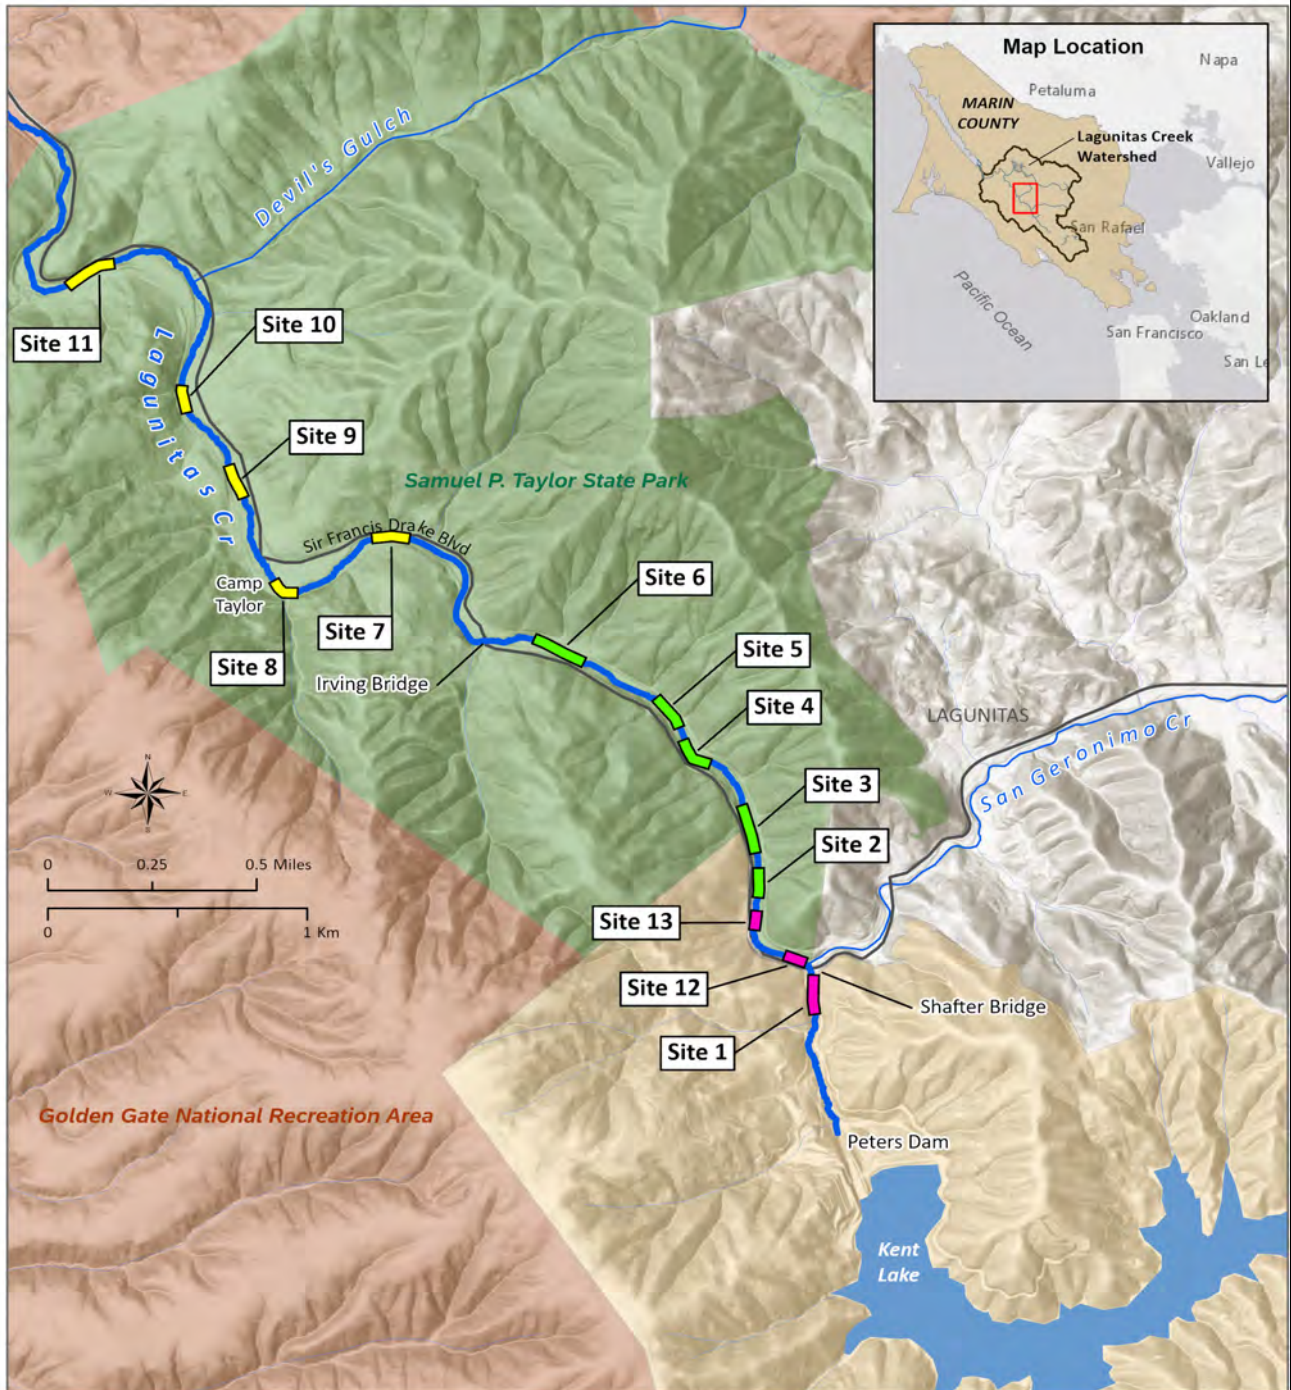 Map Location
Napa
Petaluma
MARIN
COUNTY
Lagunitas Creek
Watershed
Vallejo
San Rafael
Pacific Ocean
Oakland
San Francisco
San Le
Devil's Gulch
Site 11
Site 10
Lagunitas Cr
Site 9
Samuel P. Taylor State Park
Sir Francis Drake Blvd
Camp
Taylor
Site 6
Site 7
Site 8
Site 5
Irving Bridge
Site 4
LAGUNITAS
San Geronimo Cr
N
W
E
S
Site 3
Site 2
0 0.25 0.5 Miles
0 1 Km
Site 13
Site 12
Shafter Bridge
Site 1
Golden Gate National Recreation Area
Peters Dam
Kent
Lake